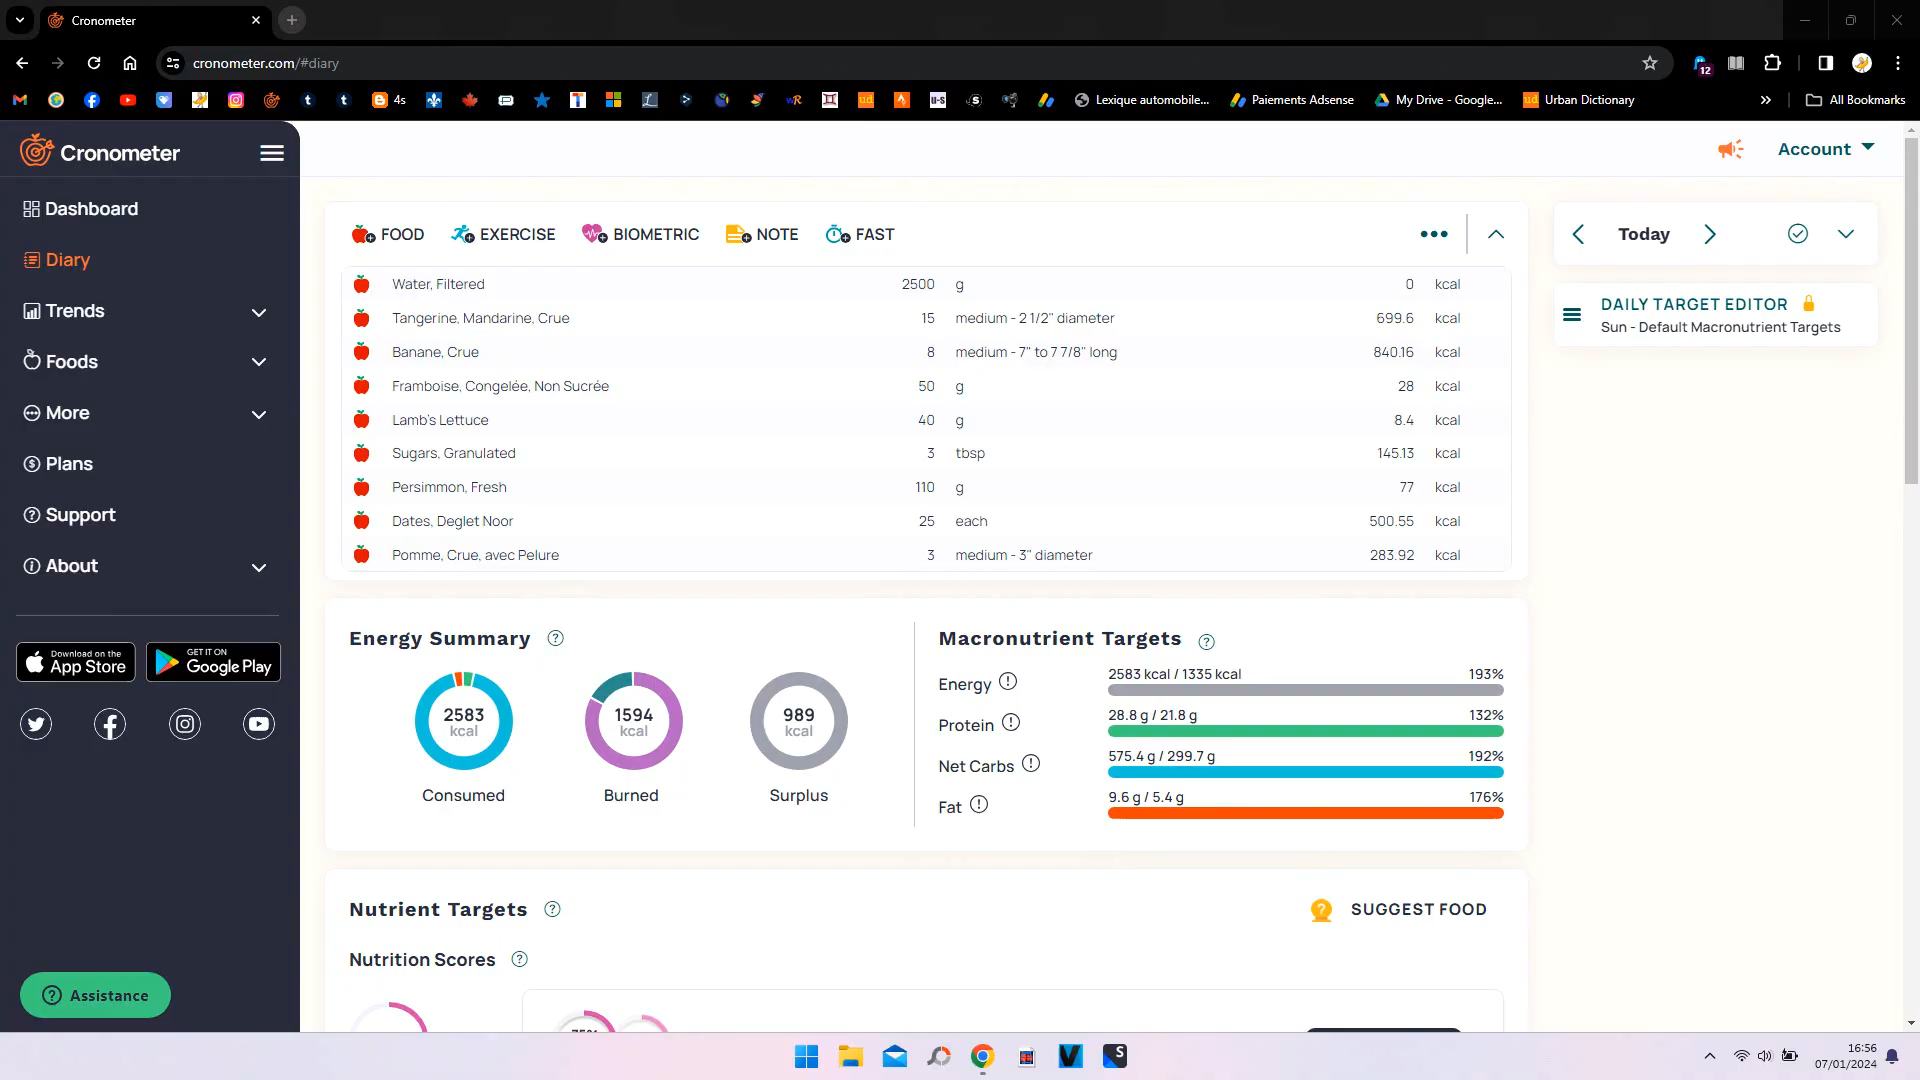 Cronometer
cronometer.com/#diary
12
4s
Lexique automobile...
Paiements Adsense
My Drive - Google...
Urban Dictionary
All Bookmarks
Cronometer
Account
Dashboard
Diary
Trends
Foods
More
Plans
Support
About
Download on the
App Store
GET IT ON
Google Play
Assistance
FOOD
EXERCISE
BIOMETRIC
NOTE
FAST
Water, Filtered 2500 g 0 kcal
Tangerine, Mandarine, Crue 15 medium - 2 1/2" diameter 699.6 kcal
Banane, Crue 8 medium - 7" to 7 7/8" long 840.16 kcal
Framboise, Congelée, Non Sucrée 50 g 28 kcal
Lamb's Lettuce 40 g 8.4 kcal
Sugars, Granulated 3 tbsp 145.13 kcal
Persimmon, Fresh 110 g 77 kcal
Dates, Deglet Noor 25 each 500.55 kcal
Pomme, Crue, avec Pelure 3 medium - 3" diameter 283.92 kcal
Today
DAILY TARGET EDITOR
Sun - Default Macronutrient Targets
Energy Summary
2583
kcal
Consumed
1594
kcal
Burned
989
kcal
Surplus
Macronutrient Targets
Energy 2583 kcal / 1335 kcal 193%
Protein 28.8 g / 21.8 g 132%
Net Carbs 575.4 g / 299.7 g 192%
Fat 9.6 g / 5.4 g 176%
Nutrient Targets
SUGGEST FOOD
Nutrition Scores
16:56
07/01/2024